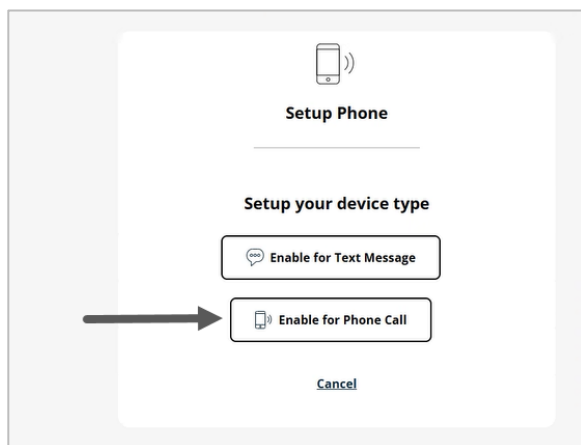 Setup Phone
Setup your device type
Enable for Text Message
Enable for Phone Call
Cancel